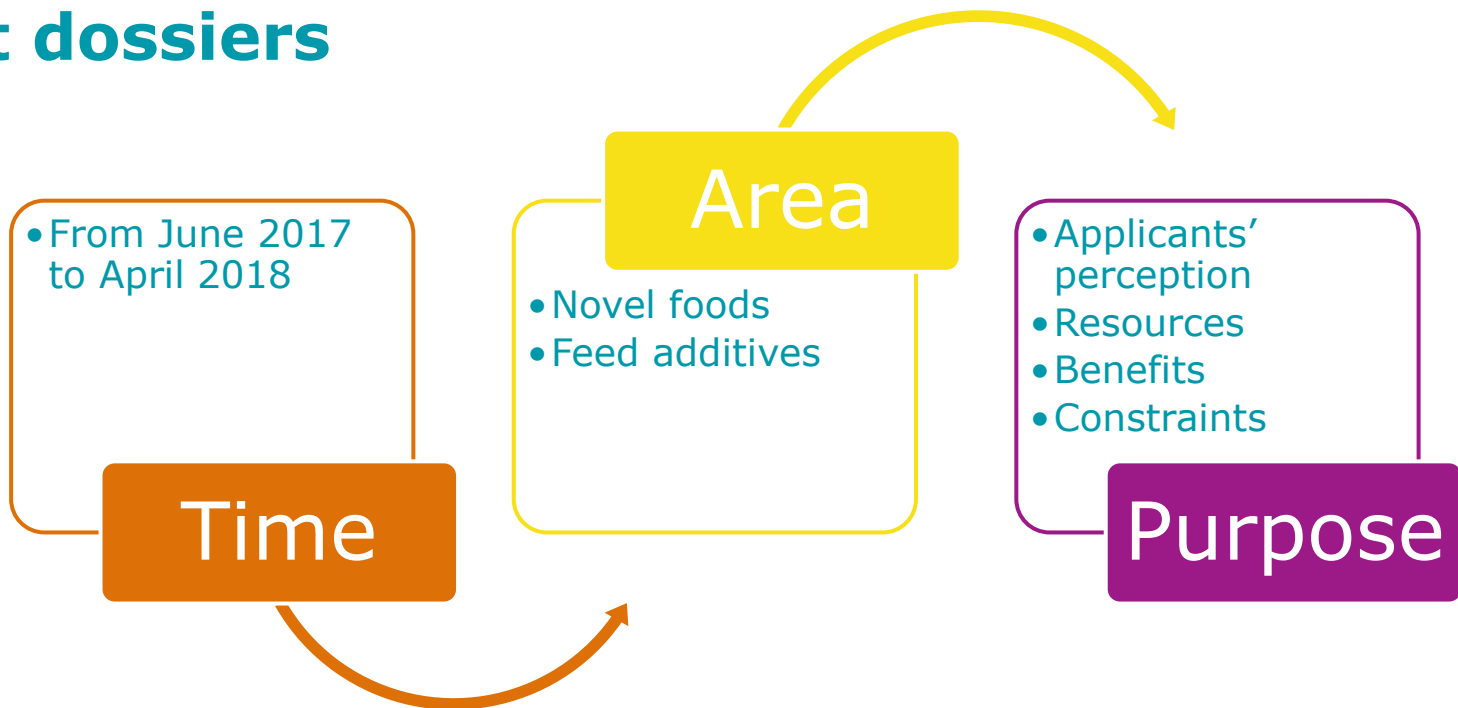 t dossiers
•From June 2017
to April 2018
Time
Area
•Novel foods
•Feed additives
•Applicants’
perception
•Resources
•Benefits
•Constraints
Purpose